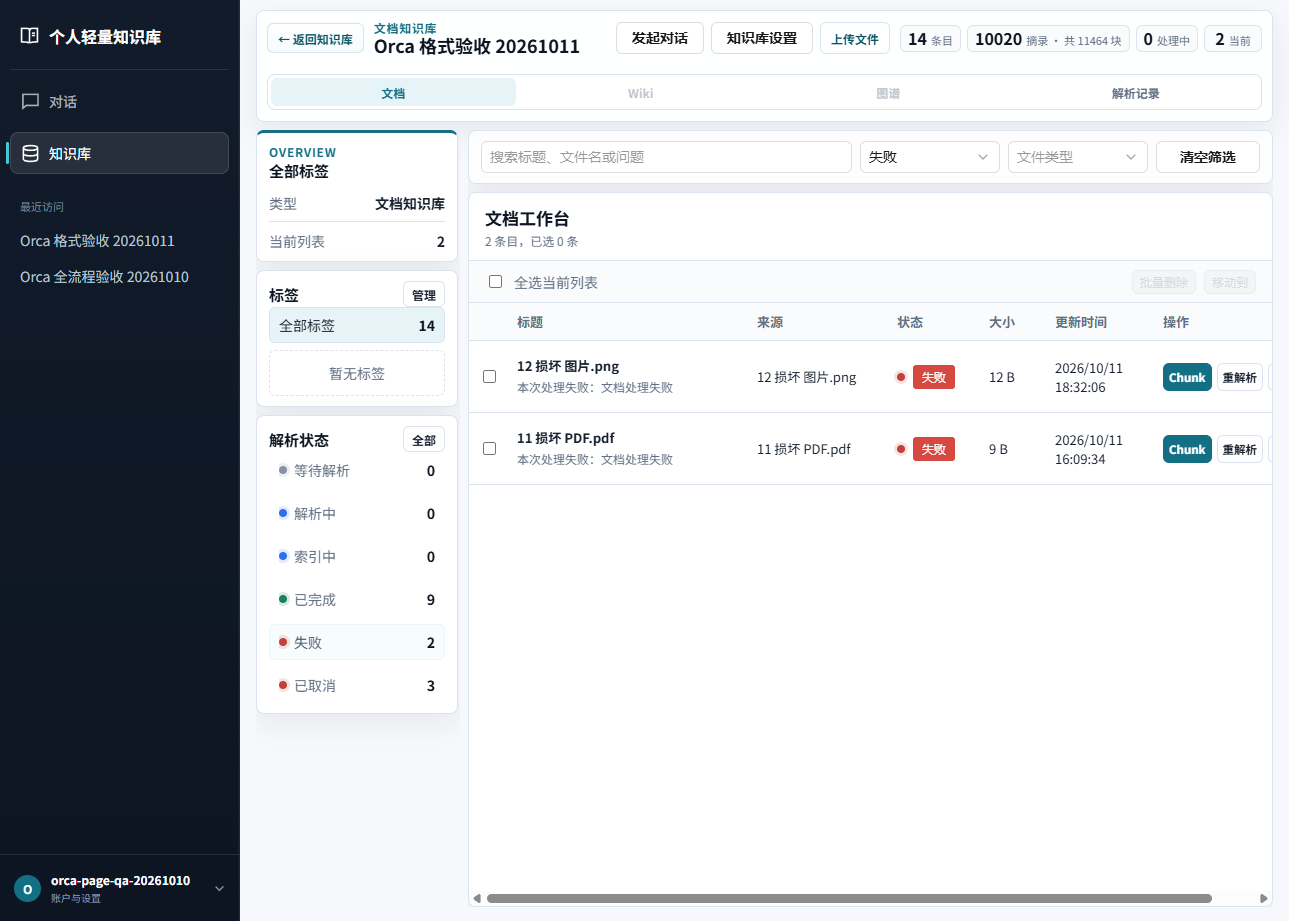 个人轻量知识库
对话
知识库
最近访问
Orca 格式验收 20261011
Orca 全流程验收 20261010
orca-page-qa-20261010
账户与设置
O
← 返回知识库
文档知识库
Orca 格式验收 20261011
发起对话
知识库设置
上传文件
14 条目
10020 摘录 · 共 11464 块
0 处理中
2 当前
文档
Wiki
图谱
解析记录
OVERVIEW
全部标签
类型 文档知识库
当前列表 2
标签 管理
全部标签 14
暂无标签
解析状态 全部
等待解析 0
解析中 0
索引中 0
已完成 9
失败 2
已取消 3
搜索标题、文件名或问题
失败
文件类型
清空筛选
文档工作台
2 条目，已选 0 条
全选当前列表
批量删除
移动到
标题 来源 状态 大小 更新时间 操作
12 损坏 图片.png
本次处理失败：文档处理失败
12 损坏 图片.png
失败
12 B
2026/10/11
18:32:06
Chunk
重解析
11 损坏 PDF.pdf
本次处理失败：文档处理失败
11 损坏 PDF.pdf
失败
9 B
2026/10/11
16:09:34
Chunk
重解析